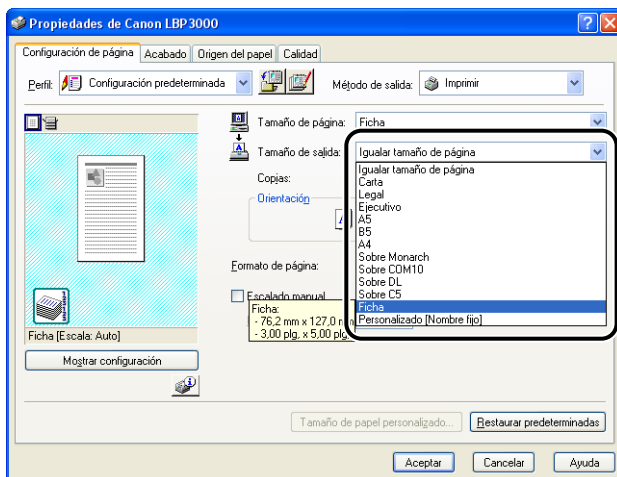 Propiedades de Canon LBP3000
Configuración de página Acabado Origen del papel Calidad
Perfil: Configuración predeterminada Método de salida: Imprimir
Tamaño de página: Ficha
Tamaño de salida: Igualar tamaño de página
Igualar tamaño de página
Carta
Legal
Ejecutivo
A5
B5
A4
Sobre Monarch
Sobre COM10
Sobre DL
Sobre C5
Ficha
Personalizado [Nombre fijo]
Copias:
Orientación
Formato de página:
Escalado manual
Ficha:
- 76,2 mm x 127,0 mm
- 3,00 plg, x 5,00 plg,
Ficha [Escala: Auto]
Mostrar configuración
Tamaño de papel personalizado... Restaurar predeterminadas
Aceptar Cancelar Ayuda